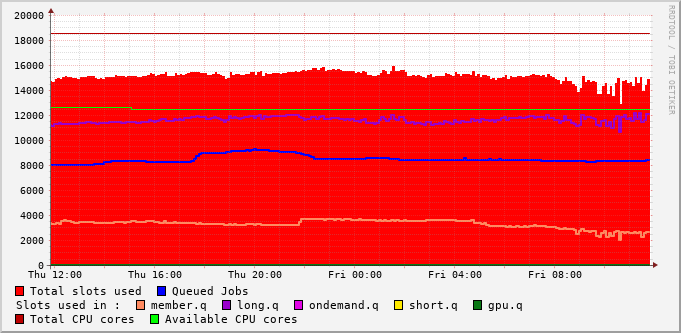 20000
18000
16000
14000
12000
10000
8000
6000
4000
2000
0
Thu 12:00 Thu 16:00 Thu 20:00 Fri 00:00 Fri 04:00 Fri 08:00
RRDTOOL / TOBI OETIKER
Total slots used Queued Jobs
Slots used in : member.q long.q ondemand.q short.q gpu.q
Total CPU cores Available CPU cores